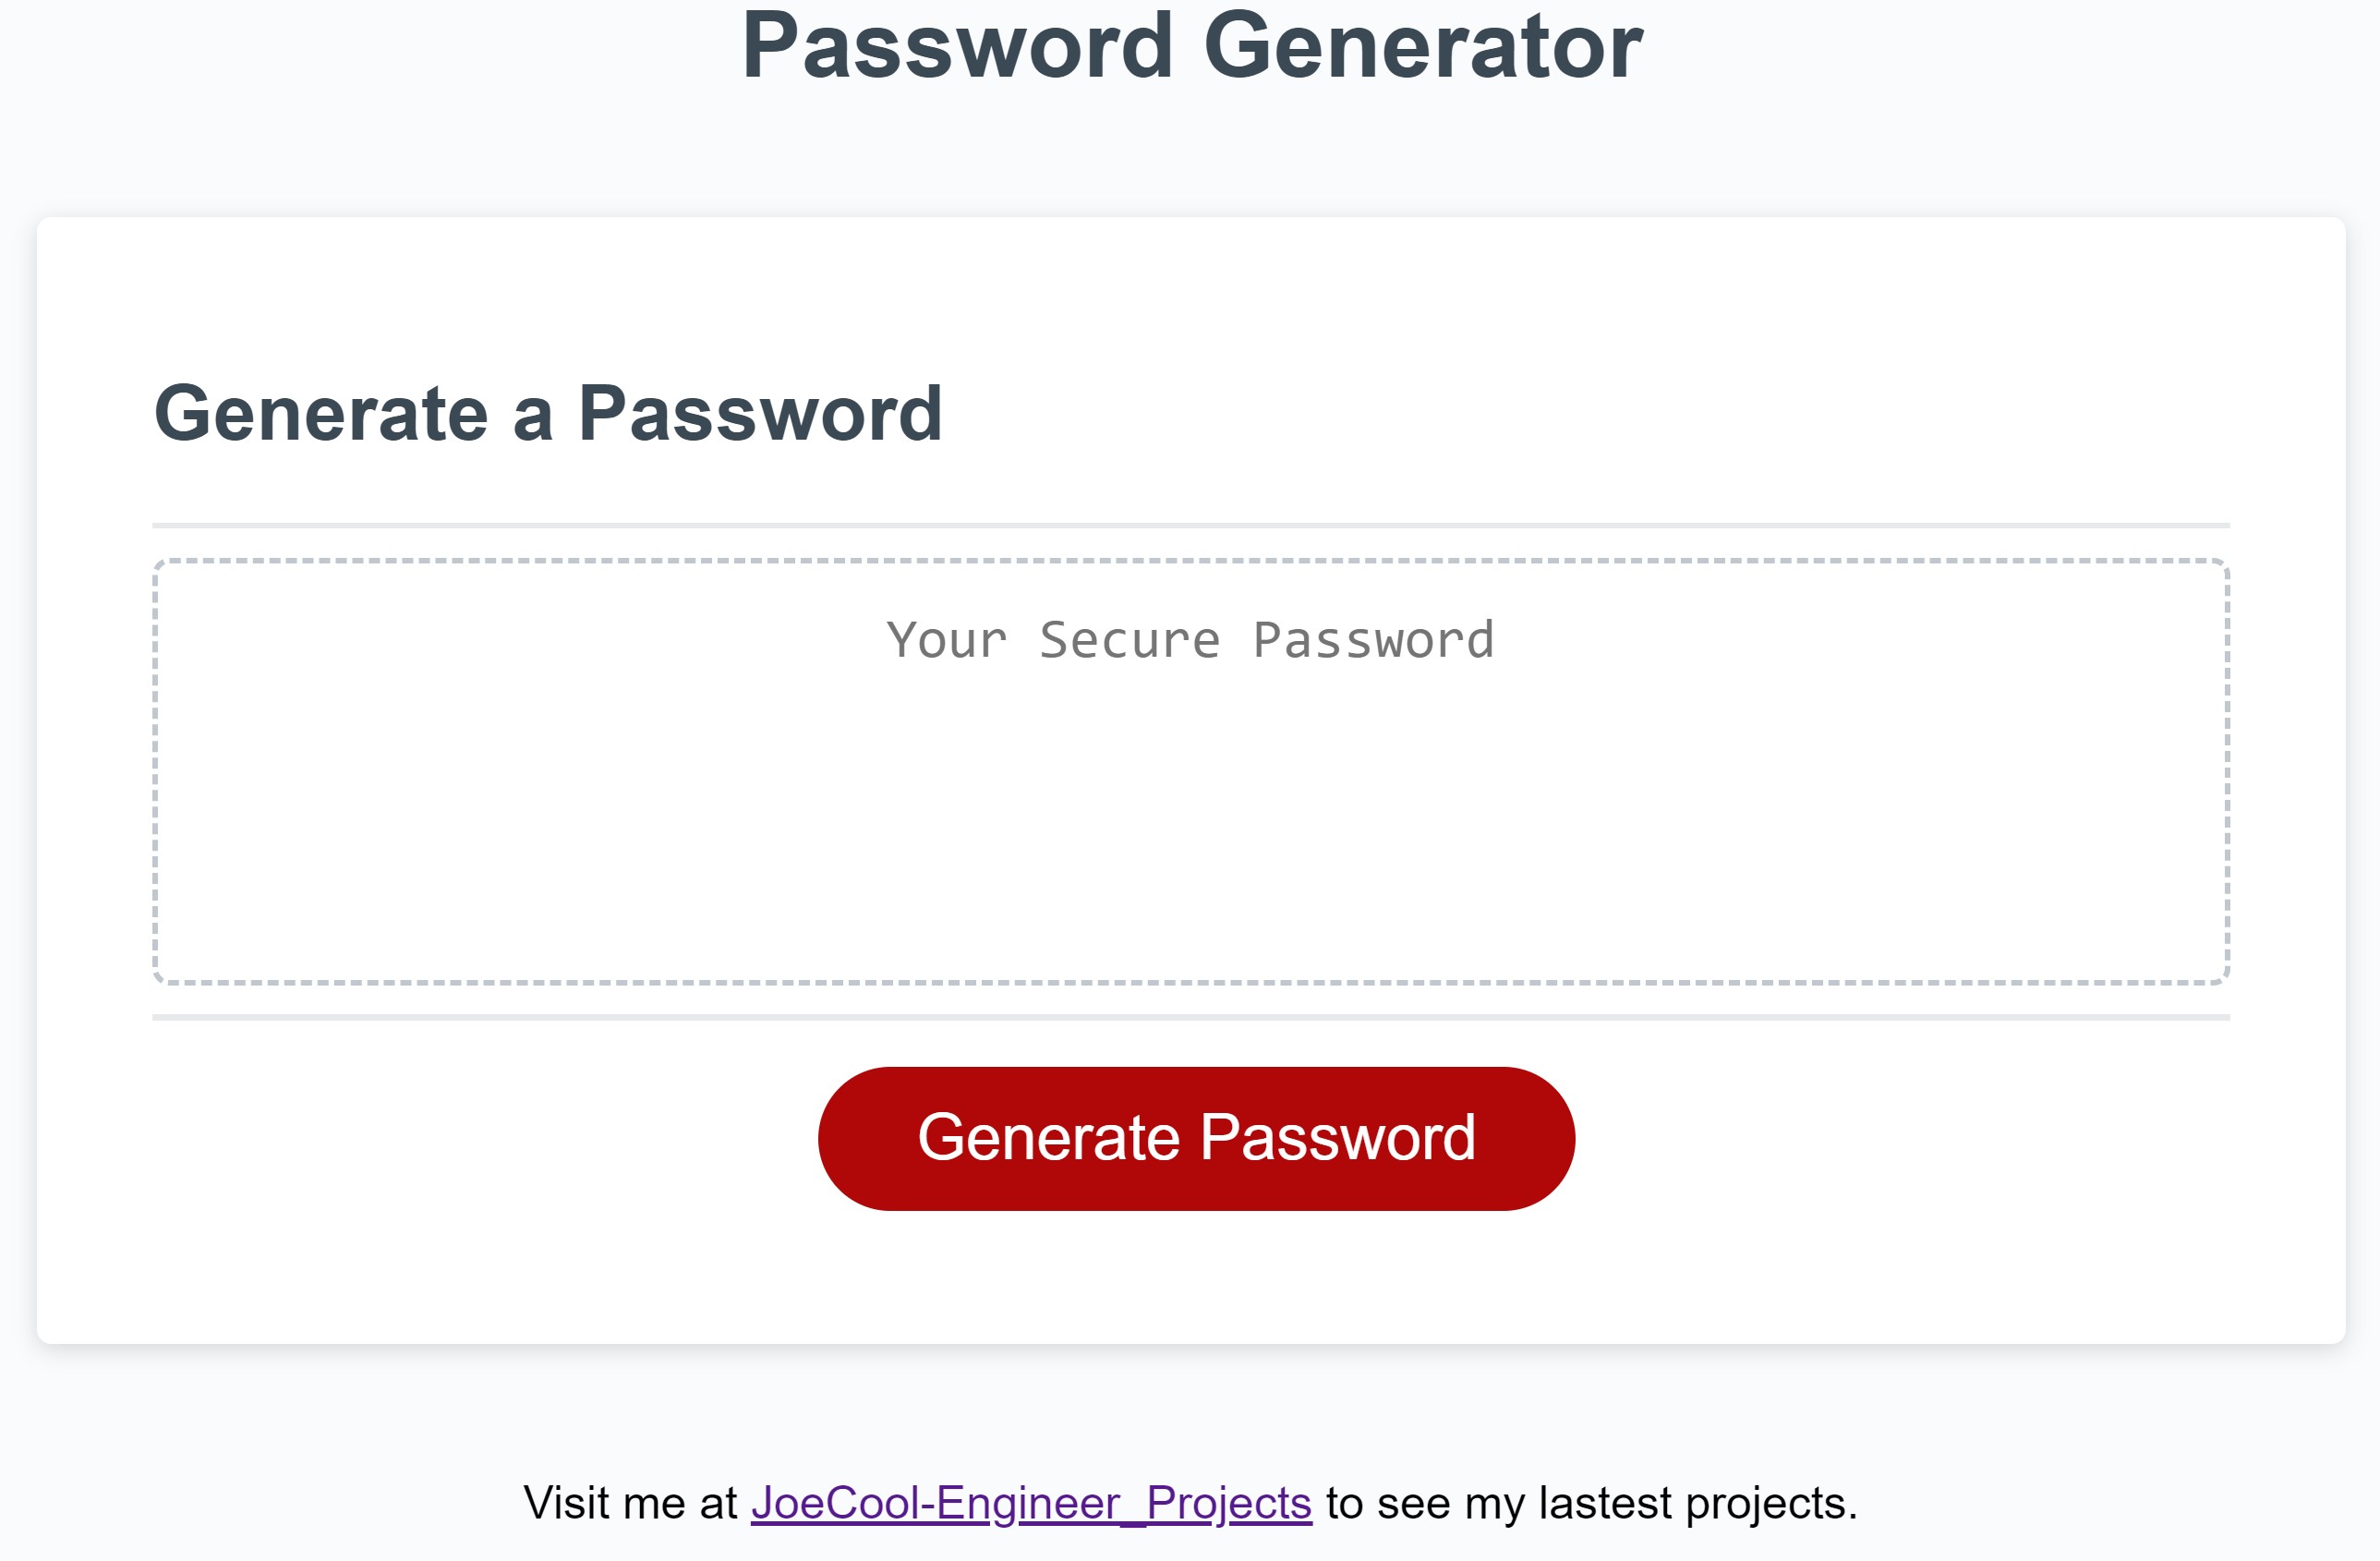 Password Generator
Generate a Password
Your Secure Password
Generate Password
Visit me at JoeCool-Engineer_Projects to see my lastest projects.